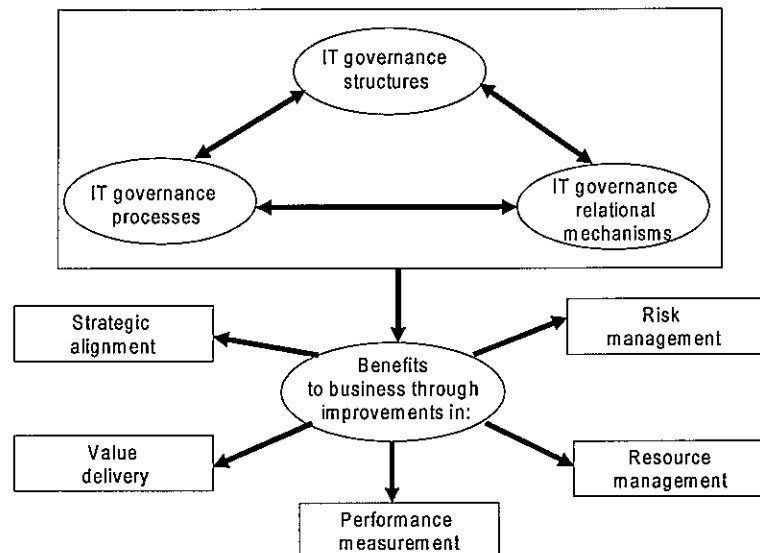 IT governance
structures
IT governance
processes
IT governance
relational
mechanisms
Strategic
alignment
Risk
management
Benefits
to business through
improvements in:
Value
delivery
Resource
management
Performance
measurement